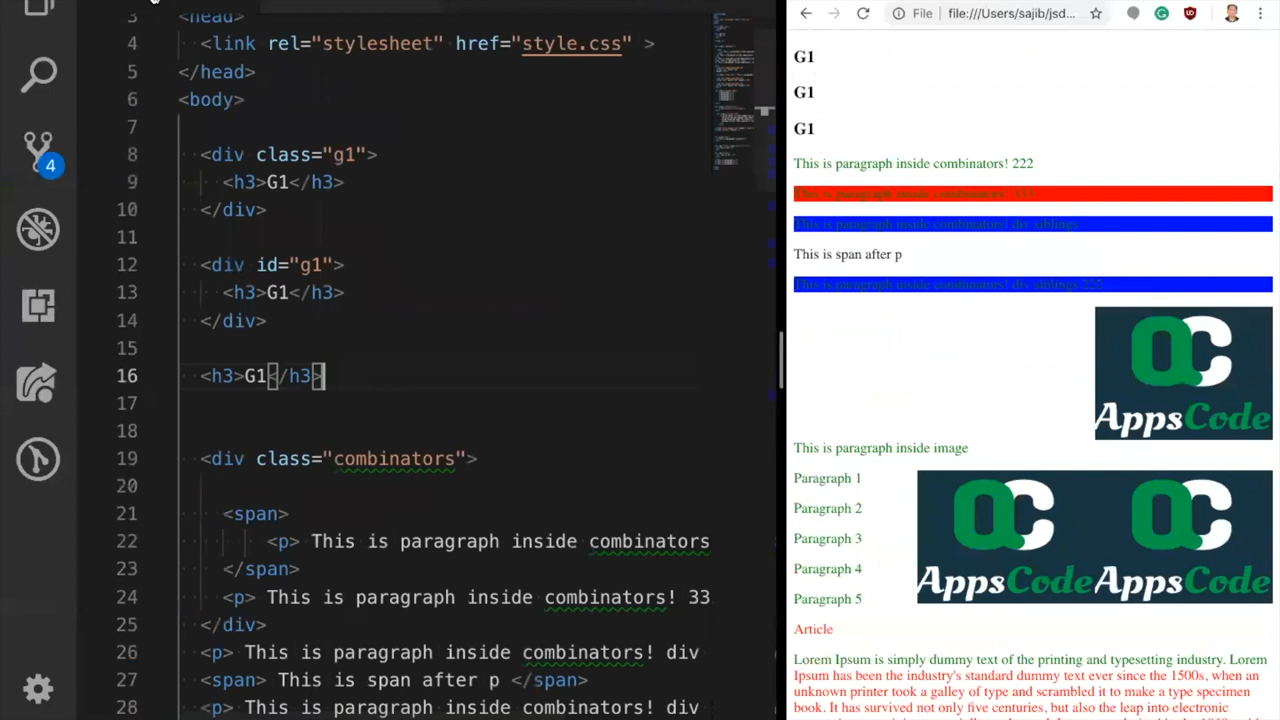 3 <head>
4 <link rel="stylesheet" href="style.css" >
5 </head>
6 <body>
7
8 <div class="g1">
9 <h3>G1</h3>
10 </div>
11
12 <div id="g1">
13 <h3>G1</h3>
14 </div>
15
16 <h3>G1</h3>
17
18
19 <div class="combinators">
20
21 <span>
22 <p> This is paragraph inside combinators
23 </span>
24 <p> This is paragraph inside combinators! 33
25 </div>
26 <p> This is paragraph inside combinators! div
27 <span> This is span after p </span>
28 <p> This is paragraph inside combinators! div
4
File file:///Users/sajib/jsd...
G1
G1
G1
This is paragraph inside combinators! 222
This is paragraph inside combinators! 333
This is paragraph inside combinators! div siblings
This is span after p
This is paragraph inside combinators! div siblings 222
AppsCode
This is paragraph inside image
Paragraph 1
Paragraph 2
Paragraph 3
Paragraph 4
Paragraph 5
AppsCode AppsCode
Article
Lorem Ipsum is simply dummy text of the printing and typesetting industry. Lorem
Ipsum has been the industry's standard dummy text ever since the 1500s, when an
unknown printer took a galley of type and scrambled it to make a type specimen
book. It has survived not only five centuries, but also the leap into electronic